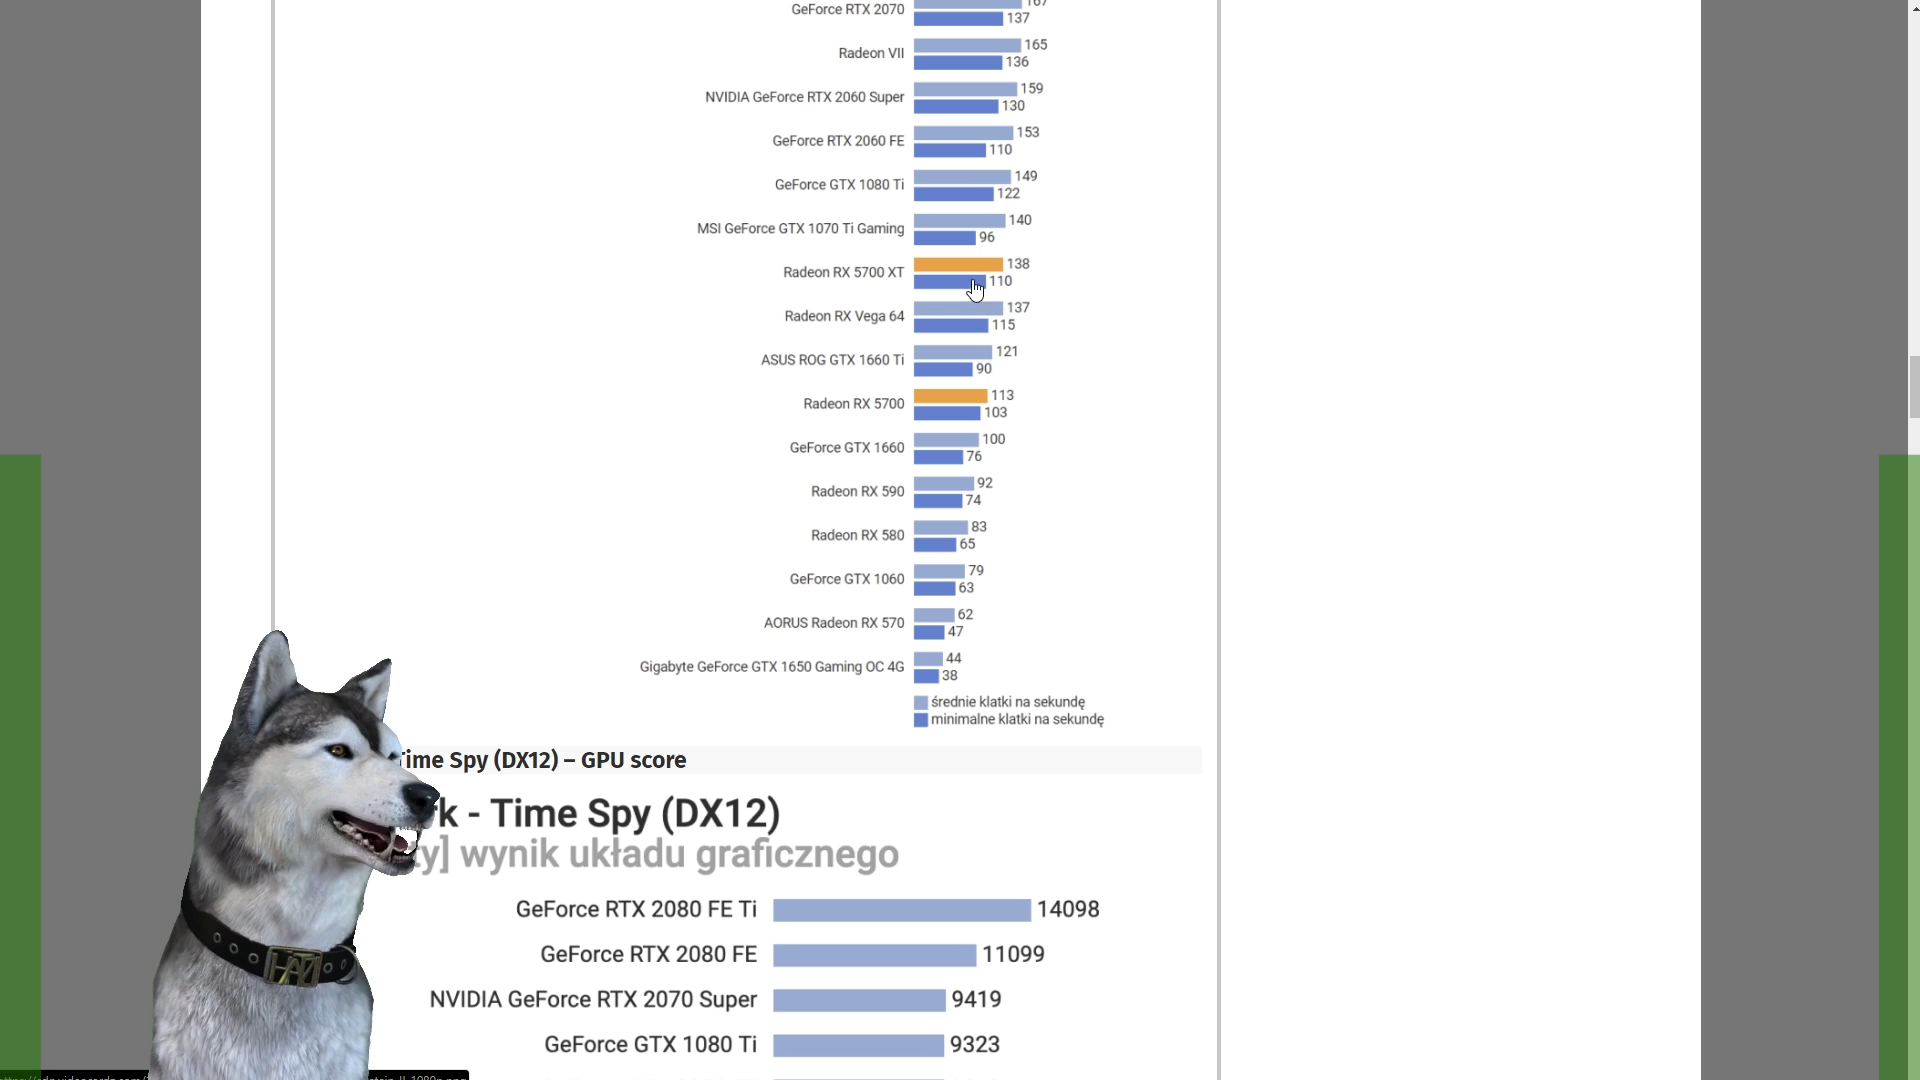 GeForce RTX 2070
167
137
Radeon VII
165
136
NVIDIA GeForce RTX 2060 Super
159
130
GeForce RTX 2060 FE
153
110
GeForce GTX 1080 Ti
149
122
MSI GeForce GTX 1070 Ti Gaming
140
96
Radeon RX 5700 XT
138
110
Radeon RX Vega 64
137
115
ASUS ROG GTX 1660 Ti
121
90
Radeon RX 5700
113
103
GeForce GTX 1660
100
76
Radeon RX 590
92
74
Radeon RX 580
83
65
GeForce GTX 1060
79
63
AORUS Radeon RX 570
62
47
Gigabyte GeForce GTX 1650 Gaming OC 4G
44
38
średnie klatki na sekundę
minimalne klatki na sekundę
Time Spy (DX12) – GPU score
rk - Time Spy (DX12)
ty] wynik układu graficznego
GeForce RTX 2080 FE Ti 14098
GeForce RTX 2080 FE 11099
NVIDIA GeForce RTX 2070 Super 9419
GeForce GTX 1080 Ti 9323